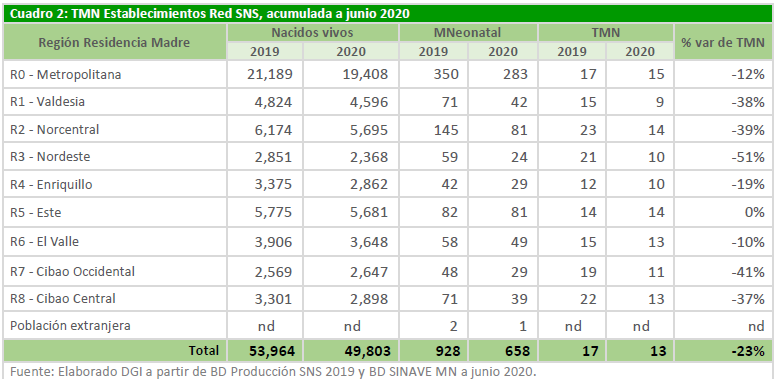 Cuadro 2: TMN Establecimientos Red SNS, acumulada a junio 2020
Región Residencia Madre Nacidos vivos MNeonatal TMN % var de TMN
2019 2020 2019 2020 2019 2020
R0 - Metropolitana 21,189 19,408 350 283 17 15 -12%
R1 - Valdesia 4,824 4,596 71 42 15 9 -38%
R2 - Norcentral 6,174 5,695 145 81 23 14 -39%
R3 - Nordeste 2,851 2,368 59 24 21 10 -51%
R4 - Enriquillo 3,375 2,862 42 29 12 10 -19%
R5 - Este 5,775 5,681 82 81 14 14 0%
R6 - El Valle 3,906 3,648 58 49 15 13 -10%
R7 - Cibao Occidental 2,569 2,647 48 29 19 11 -41%
R8 - Cibao Central 3,301 2,898 71 39 22 13 -37%
Población extranjera nd nd 2 1 nd nd nd
Total 53,964 49,803 928 658 17 13 -23%
Fuente: Elaborado DGI a partir de BD Producción SNS 2019 y BD SINAVE MN a junio 2020.